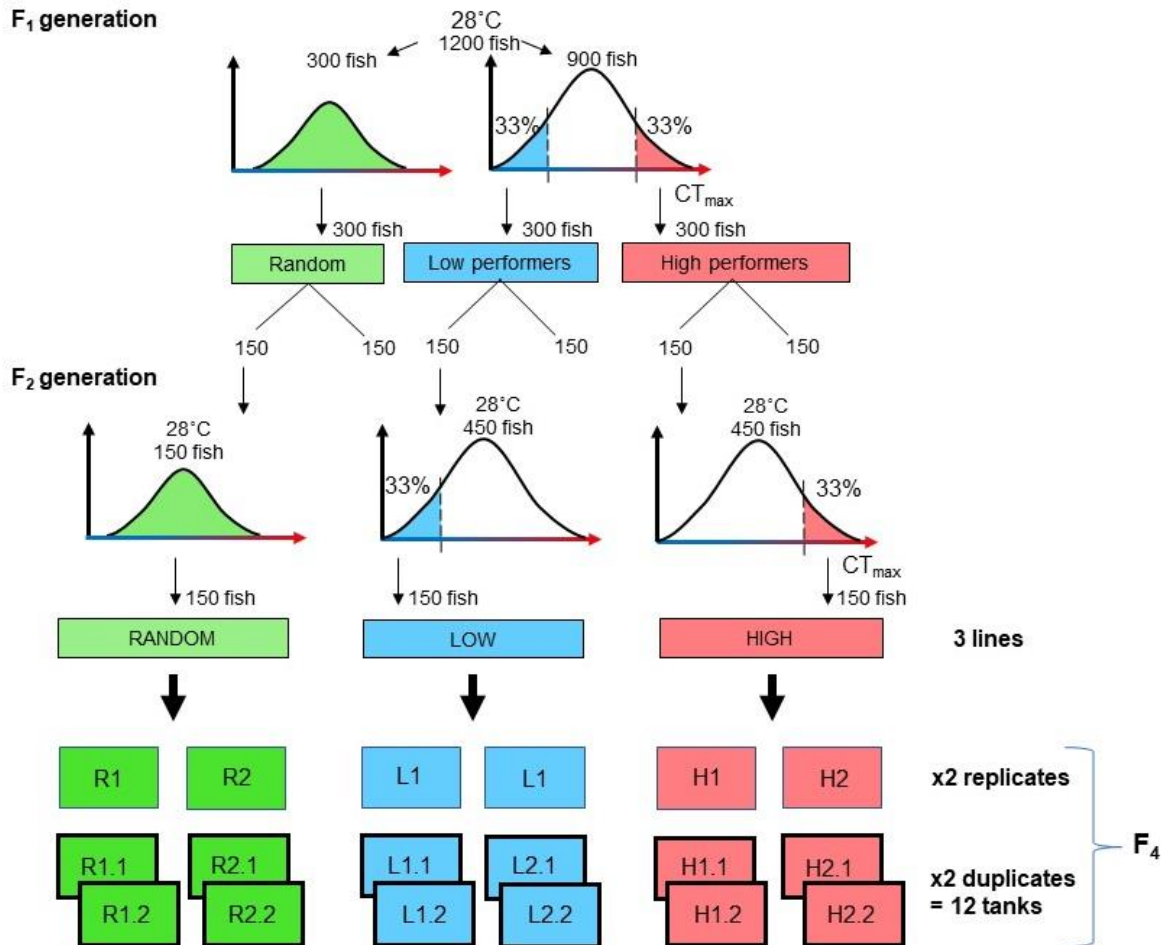 F₁ generation
28°C
1200 fish
300 fish
900 fish
33%
33%
CTmax
300 fish
300 fish
300 fish
Random
Low performers
High performers
150
150
150
150
150
150
F₂ generation
28°C
150 fish
28°C
450 fish
28°C
450 fish
33%
33%
CTmax
150 fish
150 fish
150 fish
RANDOM
LOW
HIGH
3 lines
R1
R2
L1
L1
H1
H2
x2 replicates
R1.1
R2.1
L1.1
L2.1
H1.1
H2.1
F₄
R1.2
R2.2
L1.2
L2.2
H1.2
H2.2
x2 duplicates
= 12 tanks